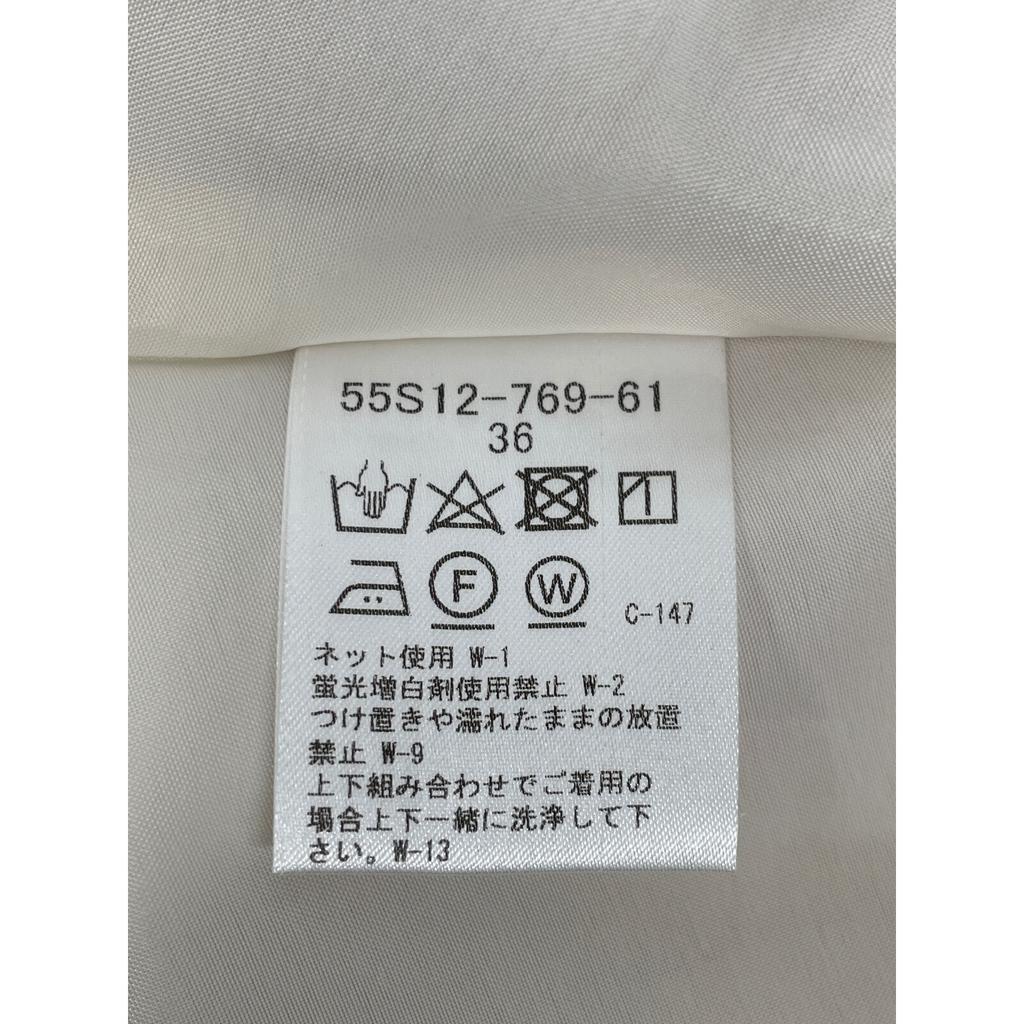 55S12-769-61
36
F W C-147
ネット使用 W-1
蛍光増白剤使用禁止 W-2
つけ置きや濡れたままの放置
禁止 W-9
上下組み合わせでご着用の
場合上下一緒に洗浄して下
さい。W-13